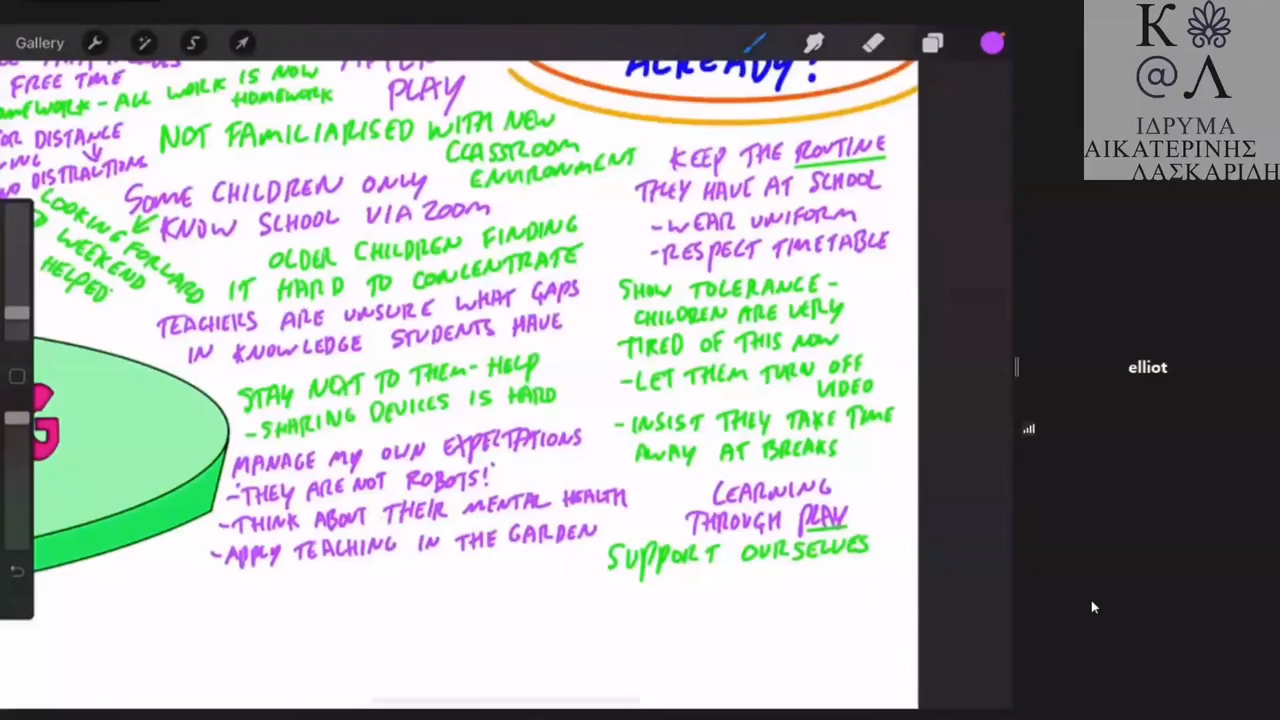 Gallery
FREE TIME
ALL WORK IS NOW
HOMEWORK
AFTER
PLAY
ALREADY!
FOR DISTANCE
NO DISTRACTIONS
NOT FAMILIARISED WITH NEW
CLASSROOM
ENVIRONMENT
SOME CHILDREN ONLY
KNOW SCHOOL VIA ZOOM
LOOKING FORWARD
WEEKEND
HELPED
OLDER CHILDREN FINDING
IT HARD TO CONCENTRATE
TEACHERS ARE UNSURE WHAT GAPS
IN KNOWLEDGE STUDENTS HAVE
STAY NEXT TO THEM - HELP
- SHARING DEVICES IS HARD
MANAGE MY OWN EXPECTATIONS
- THEY ARE NOT ROBOTS!
- THINK ABOUT THEIR MENTAL HEALTH
- APPLY TEACHING IN THE GARDEN
KEEP THE ROUTINE
THEY HAVE AT SCHOOL
- WEAR UNIFORM
- RESPECT TIMETABLE
SHOW TOLERANCE -
CHILDREN ARE VERY
TIRED OF THIS NOW
- LET THEM TURN OFF
VIDEO
- INSIST THEY TAKE TIME
AWAY AT BREAKS
LEARNING
THROUGH PLAY
SUPPORT OURSELVES
G
elliot
Κ
@Λ
ΙΔΡΥΜΑ
ΑΙΚΑΤΕΡΙΝΗΣ
ΛΑΣΚΑΡΙΔΗ